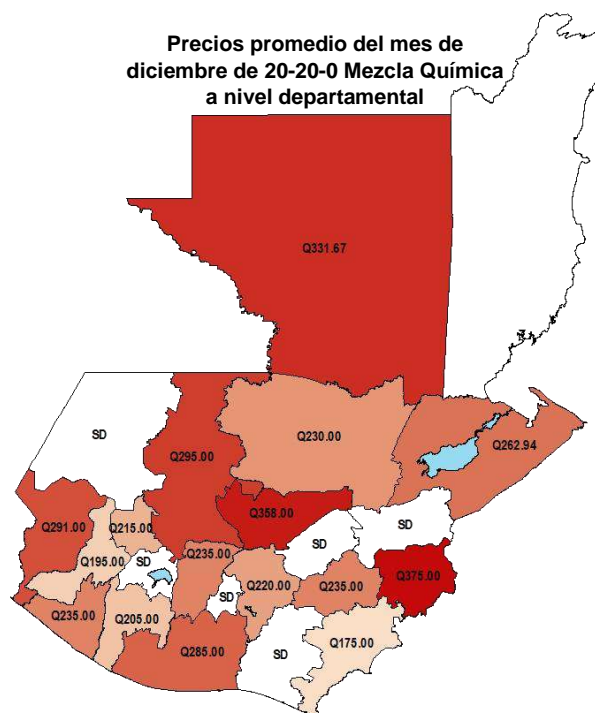 Precios promedio del mes de
diciembre de 20-20-0 Mezcla Química
a nivel departamental
Q331.67
SD
Q295.00
Q230.00
Q262.94
Q291.00
Q215.00
Q358.00
SD
SD
Q195.00
SD
Q235.00
Q375.00
Q235.00
Q205.00
SD
Q220.00
Q235.00
Q285.00
SD
Q175.00